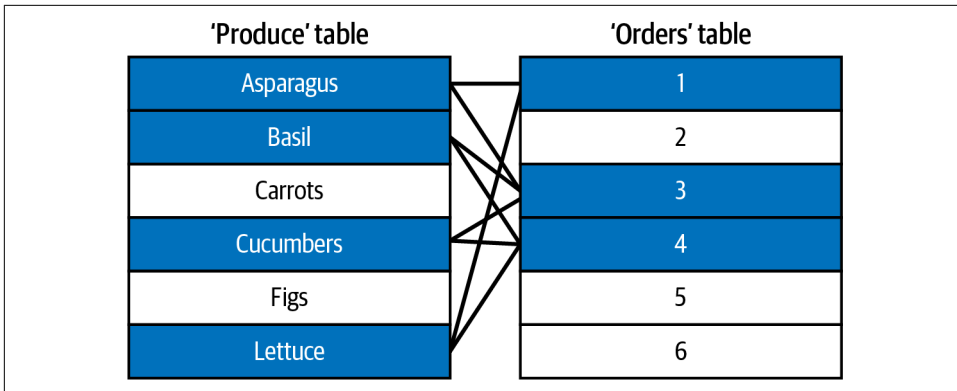 ‘Produce’ table
‘Orders’ table
Asparagus
1
Basil
2
Carrots
3
Cucumbers
4
Figs
5
Lettuce
6